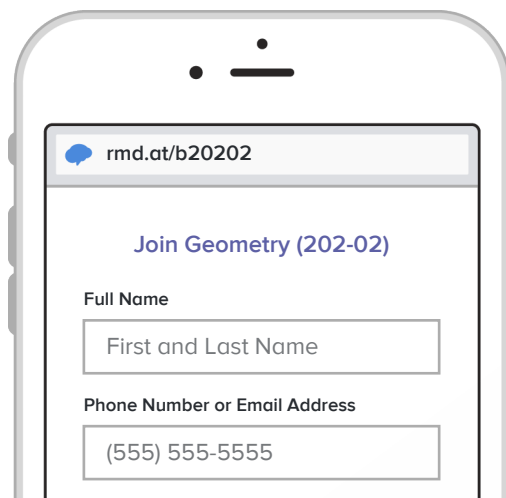 rmd.at/b20202
Join Geometry (202-02)
Full Name
First and Last Name
Phone Number or Email Address
(555) 555-5555